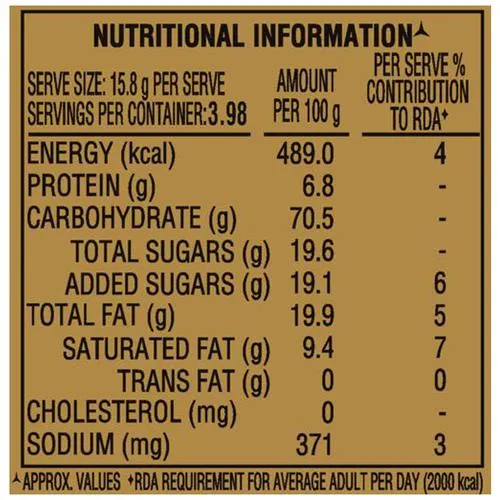 NUTRITIONAL INFORMATION⅄
SERVE SIZE: 15.8 g PER SERVE
SERVINGS PER CONTAINER:3.98
AMOUNT
PER 100 g
PER SERVE %
CONTRIBUTION
TO RDA✦
ENERGY (kcal) 489.0 4
PROTEIN (g) 6.8 -
CARBOHYDRATE (g) 70.5 -
TOTAL SUGARS (g) 19.6 -
ADDED SUGARS (g) 19.1 6
TOTAL FAT (g) 19.9 5
SATURATED FAT (g) 9.4 7
TRANS FAT (g) 0 0
CHOLESTEROL (mg) 0 -
SODIUM (mg) 371 3
⅄APPROX. VALUES ✦RDA REQUIREMENT FOR AVERAGE ADULT PER DAY (2000 kcal)